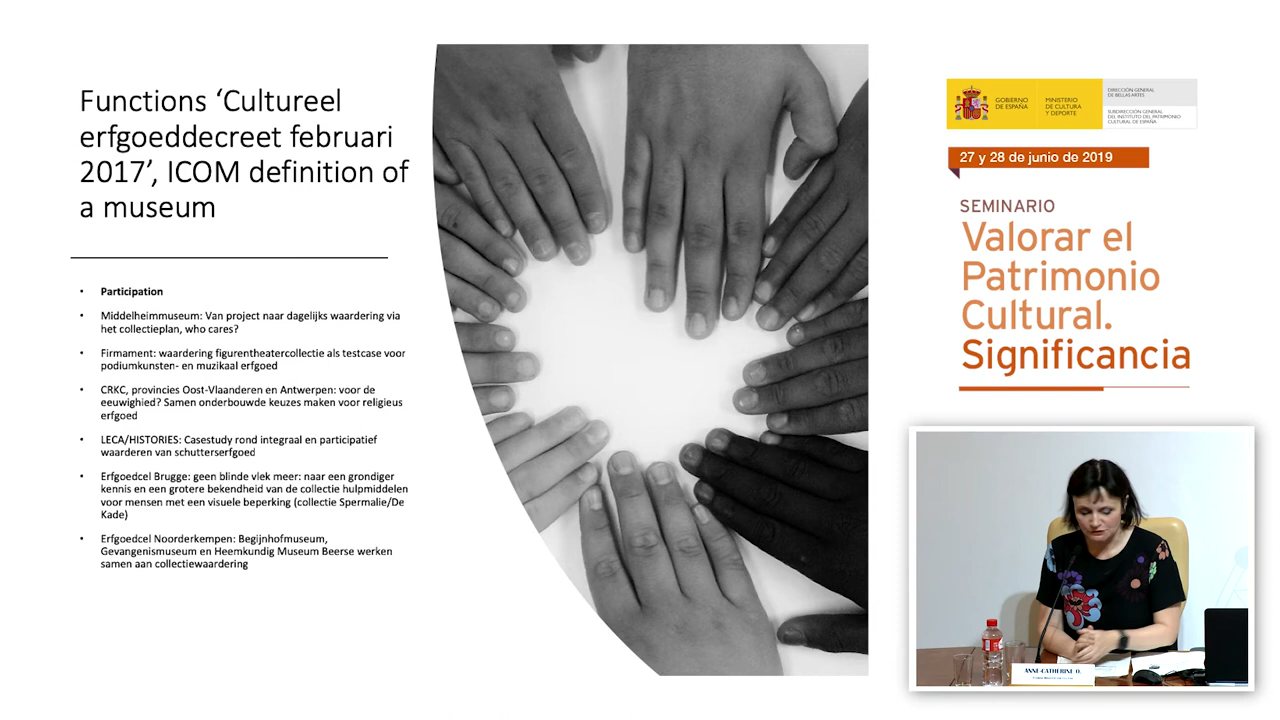 Functions ‘Cultureel
erfgoeddecreet februari
2017’, ICOM definition of
a museum
• Participation
• Middelheimmuseum: Van project naar dagelijks waardering via
het collectieplan, who cares?
• Firmament: waardering figurentheatercollectie als testcase voor
podiumkunsten- en muzikaal erfgoed
• CRKC, provincies Oost-Vlaanderen en Antwerpen: voor de
eeuwighied? Samen onderbouwde keuzes maken voor religieus
erfgoed
• LECA/HISTORIES: Casestudy rond integraal en participatief
waarderen van schutterserfgoed
• Erfgoedcel Brugge: geen blinde vlek meer: naar een grondiger
kennis en een grotere bekendheid van de collectie hulpmiddelen
voor mensen met een visuele beperking (collectie Spermalie/De
Kade)
• Erfgoedcel Noorderkempen: Begijnhofmuseum,
Gevangenismuseum en Heemkundig Museum Beerse werken
samen aan collectiewaardering
GOBIERNO
DE ESPAÑA
MINISTERIO
DE CULTURA
Y DEPORTE
DIRECCIÓN GENERAL
DE BELLAS ARTES
SUBDIRECCIÓN GENERAL
DEL INSTITUTO DEL PATRIMONIO
CULTURAL DE ESPAÑA
27 y 28 de junio de 2019
SEMINARIO
Valorar el
Patrimonio
Cultural.
Significancia
ANNE-CATHERINE O.